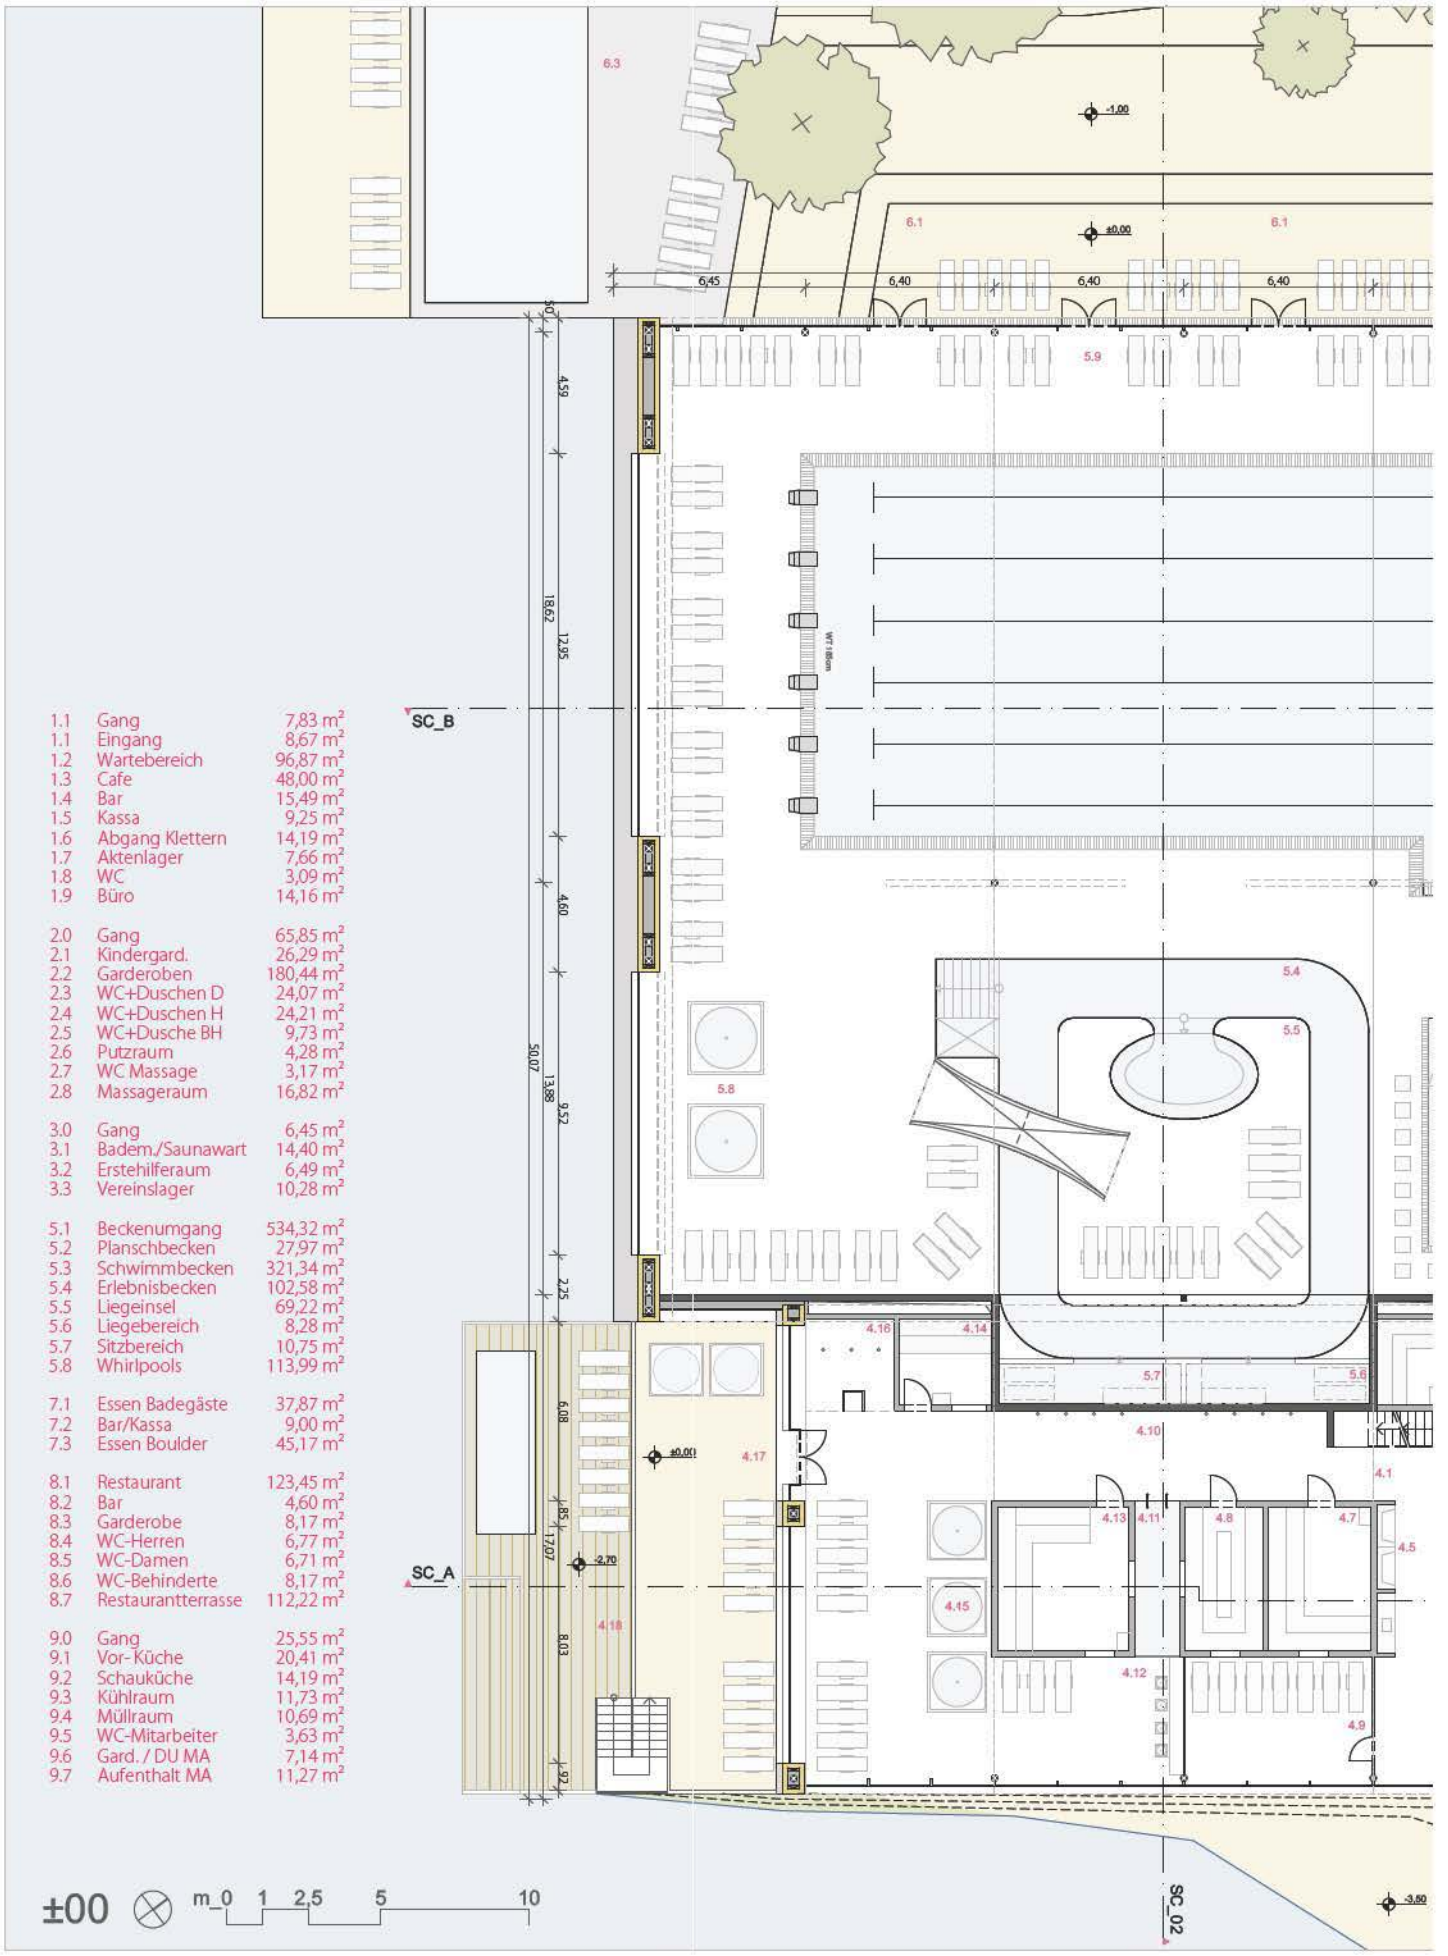 6.3
-1,00
6.1
±0,00
6.1
6,45
6,40
6,40
6,40
50
5.9
4,59
18,62
12,95
WT 180cm
SC_B
1.1 Gang 7,83 m²
1.1 Eingang 8,67 m²
1.2 Wartebereich 96,87 m²
1.3 Cafe 48,00 m²
1.4 Bar 15,49 m²
1.5 Kassa 9,25 m²
1.6 Abgang Klettern 14,19 m²
1.7 Aktenlager 7,66 m²
1.8 WC 3,09 m²
1.9 Büro 14,16 m²
2.0 Gang 65,85 m²
2.1 Kindergard. 26,29 m²
2.2 Garderoben 180,44 m²
2.3 WC+Duschen D 24,07 m²
2.4 WC+Duschen H 24,21 m²
2.5 WC+Dusche BH 9,73 m²
2.6 Putzraum 4,28 m²
2.7 WC Massage 3,17 m²
2.8 Massageraum 16,82 m²
3.0 Gang 6,45 m²
3.1 Badem./Saunawart 14,40 m²
3.2 Erstehilferaum 6,49 m²
3.3 Vereinslager 10,28 m²
5.1 Beckenumgang 534,32 m²
5.2 Planschbecken 27,97 m²
5.3 Schwimmbecken 321,34 m²
5.4 Erlebnisbecken 102,58 m²
5.5 Liegeinsel 69,22 m²
5.6 Liegebereich 8,28 m²
5.7 Sitzbereich 10,75 m²
5.8 Whirlpools 113,99 m²
7.1 Essen Badegäste 37,87 m²
7.2 Bar/Kassa 9,00 m²
7.3 Essen Boulder 45,17 m²
8.1 Restaurant 123,45 m²
8.2 Bar 4,60 m²
8.3 Garderobe 8,17 m²
8.4 WC-Herren 6,77 m²
8.5 WC-Damen 6,71 m²
8.6 WC-Behinderte 8,17 m²
8.7 Restaurantterrasse 112,22 m²
9.0 Gang 25,55 m²
9.1 Vor-Küche 20,41 m²
9.2 Schauküche 14,19 m²
9.3 Kühlraum 11,73 m²
9.4 Müllraum 10,69 m²
9.5 WC-Mitarbeiter 3,63 m²
9.6 Gard. / DU MA 7,14 m²
9.7 Aufenthalt MA 11,27 m²
4,60
5.4
5.5
50,07
13,88
9,52
5.8
2,25
4.16
4.14
5.7
5.6
6,08
4.10
±0,00
4.17
4.1
85
17,07
4.13
4.11
4.8
4.7
4.5
-2,70
SC_A
4.15
4.18
8,03
4.12
4.9
92
±00
m_0 1 2,5 5 10
SC_02
-3,50